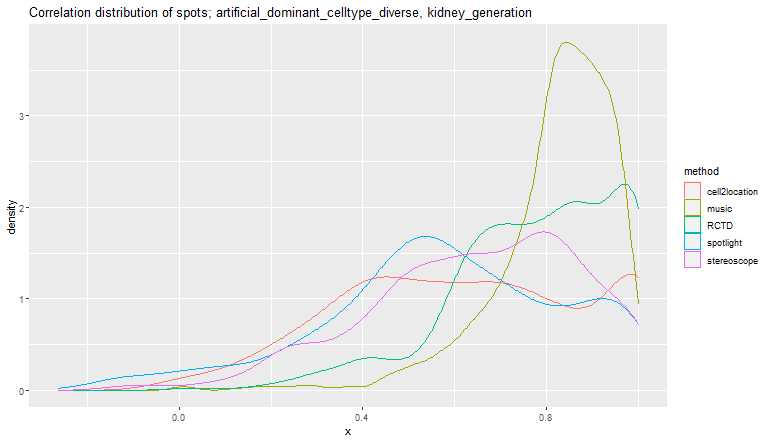 Correlation distribution of spots; artificial_dominant_celltype_diverse, kidney_generation
density
3
2
1
0
0.0
0.4
0.8
x
method
cell2location
music
RCTD
spotlight
stereoscope